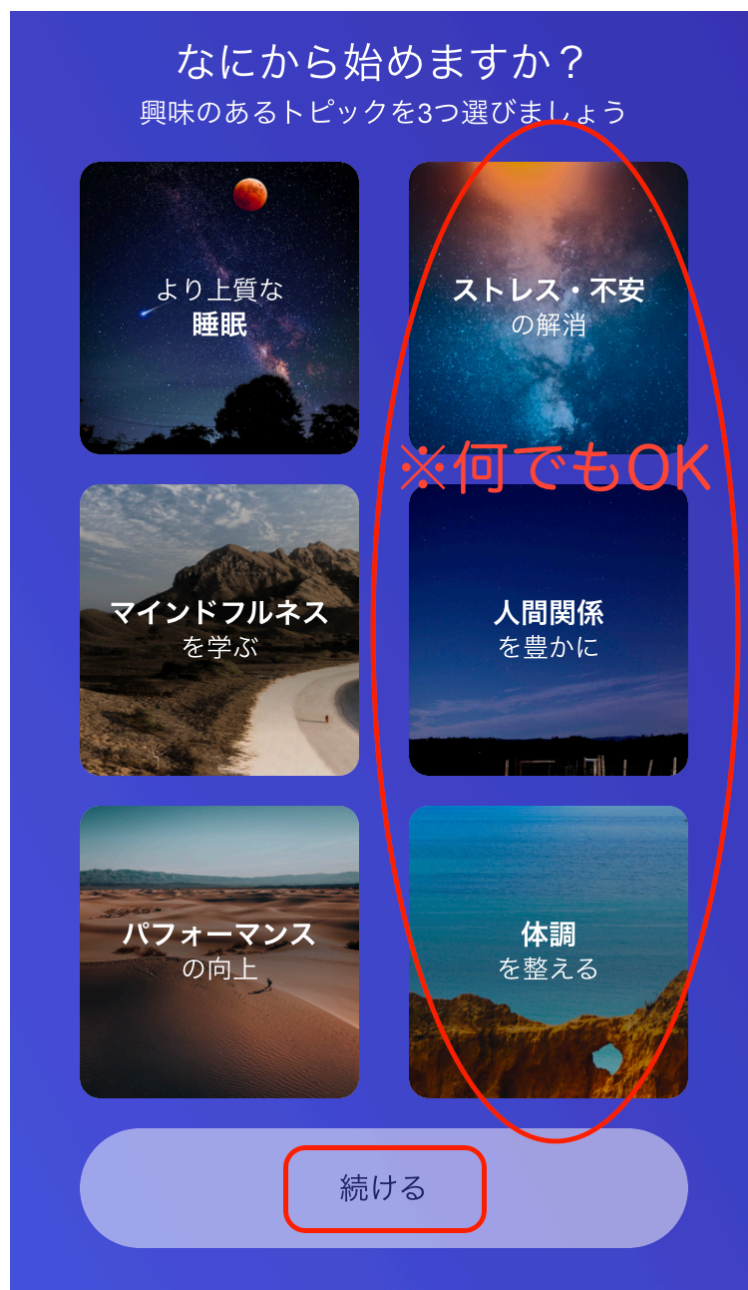 なにから始めますか？
興味のあるトピックを3つ選びましょう
より上質な
睡眠
ストレス・不安
の解消
※何でもOK
マインドフルネス
を学ぶ
人間関係
を豊かに
パフォーマンス
の向上
体調
を整える
続ける